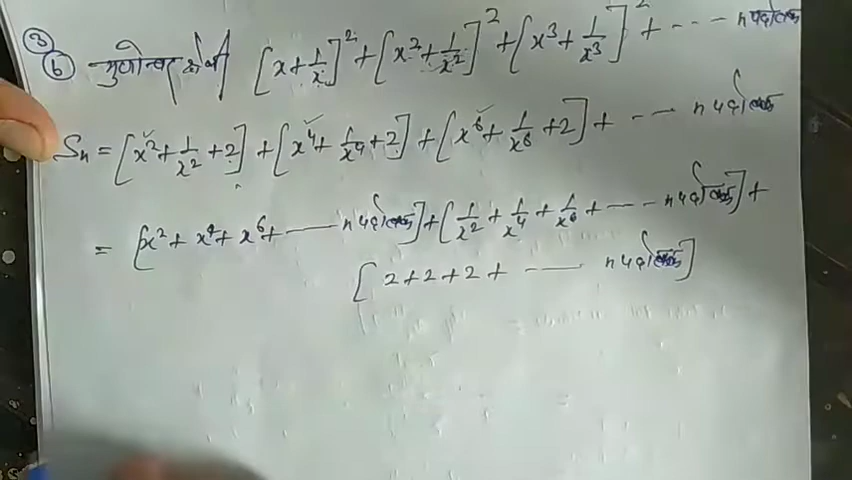 ③
ⓑ गुणोत्तर श्रेणी [x + 1/x]² + [x² + 1/x²]² + [x³ + 1/x³]² + --- n पदों तक
Sn = [x² + 1/x² + 2] + [x⁴ + 1/x⁴ + 2] + [x⁶ + 1/x⁶ + 2] + --- n पदों तक
= [x² + x⁴ + x⁶ + --- n पदों तक] + [1/x² + 1/x⁴ + 1/x⁶ + --- n पदों तक] +
[2 + 2 + 2 + --- n पदों तक]